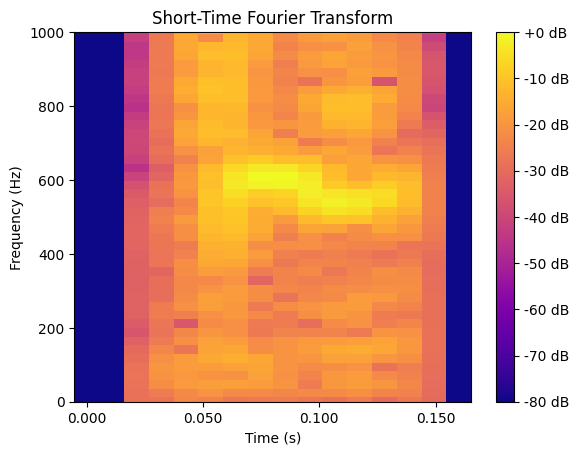 Short-Time Fourier Transform
Frequency (Hz)
1000
800
600
400
200
0
0.000
0.050
0.100
0.150
Time (s)
+0 dB
-10 dB
-20 dB
-30 dB
-40 dB
-50 dB
-60 dB
-70 dB
-80 dB